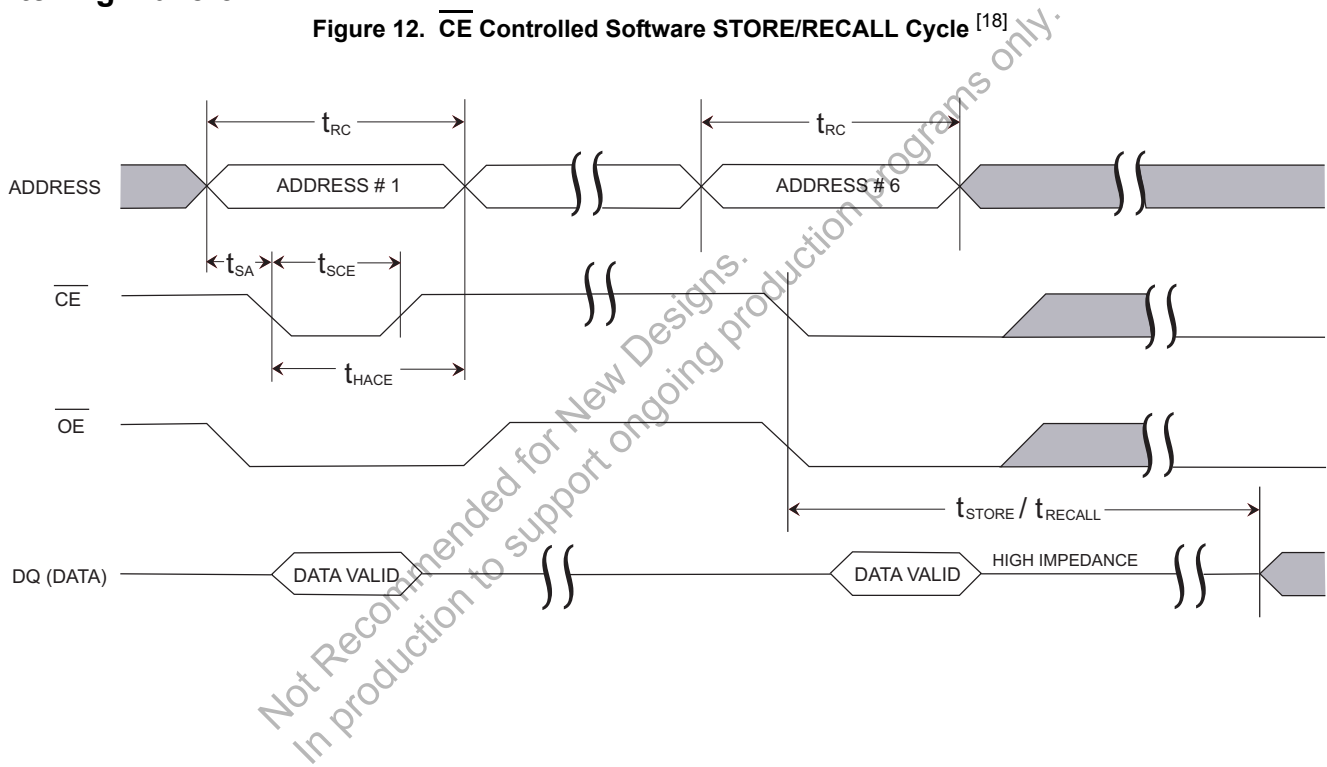 Figure 12. CE Controlled Software STORE/RECALL Cycle [18]
tRC
tRC
ADDRESS
ADDRESS # 1
ADDRESS # 6
tSA
tSCE
CE
tHACE
OE
tSTORE / tRECALL
DQ (DATA)
DATA VALID
DATA VALID
HIGH IMPEDANCE
Not Recommended for New Designs.
In production to support ongoing production programs only.